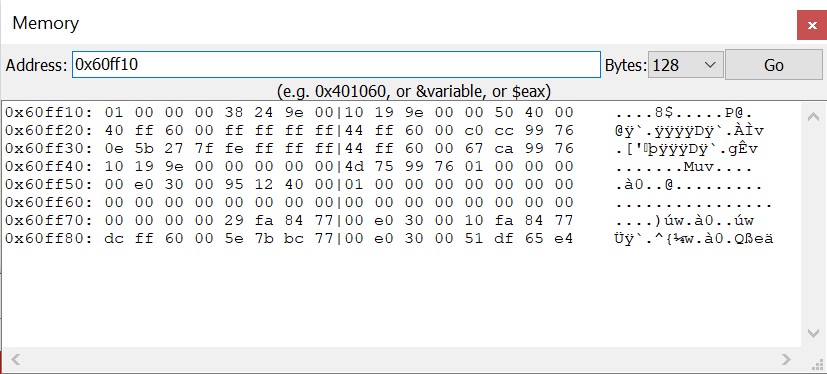 Memory
Address: 0x60ff10 Bytes: 128 Go
(e.g. 0x401060, or &variable, or $eax)
0x60ff10: 01 00 00 00 38 24 9e 00|10 19 9e 00 00 50 40 00 ....8$.....P@.
0x60ff20: 40 ff 60 00 ff ff ff ff|44 ff 60 00 c0 cc 99 76 @ÿ`.ÿÿÿÿDÿ`.ÀÌv
0x60ff30: 0e 5b 27 7f fe ff ff ff|44 ff 60 00 67 ca 99 76 .['þÿÿÿDÿ`.gÊv
0x60ff40: 10 19 9e 00 00 00 00 00|4d 75 99 76 01 00 00 00 .......Muv....
0x60ff50: 00 e0 30 00 95 12 40 00|01 00 00 00 00 00 00 00 .à0..@.........
0x60ff60: 00 00 00 00 00 00 00 00|00 00 00 00 00 00 00 00 ................
0x60ff70: 00 00 00 00 29 fa 84 77|00 e0 30 00 10 fa 84 77 ....)úw.à0..úw
0x60ff80: dc ff 60 00 5e 7b bc 77|00 e0 30 00 51 df 65 e4 Üÿ`.^{¼w.à0.Qßeä